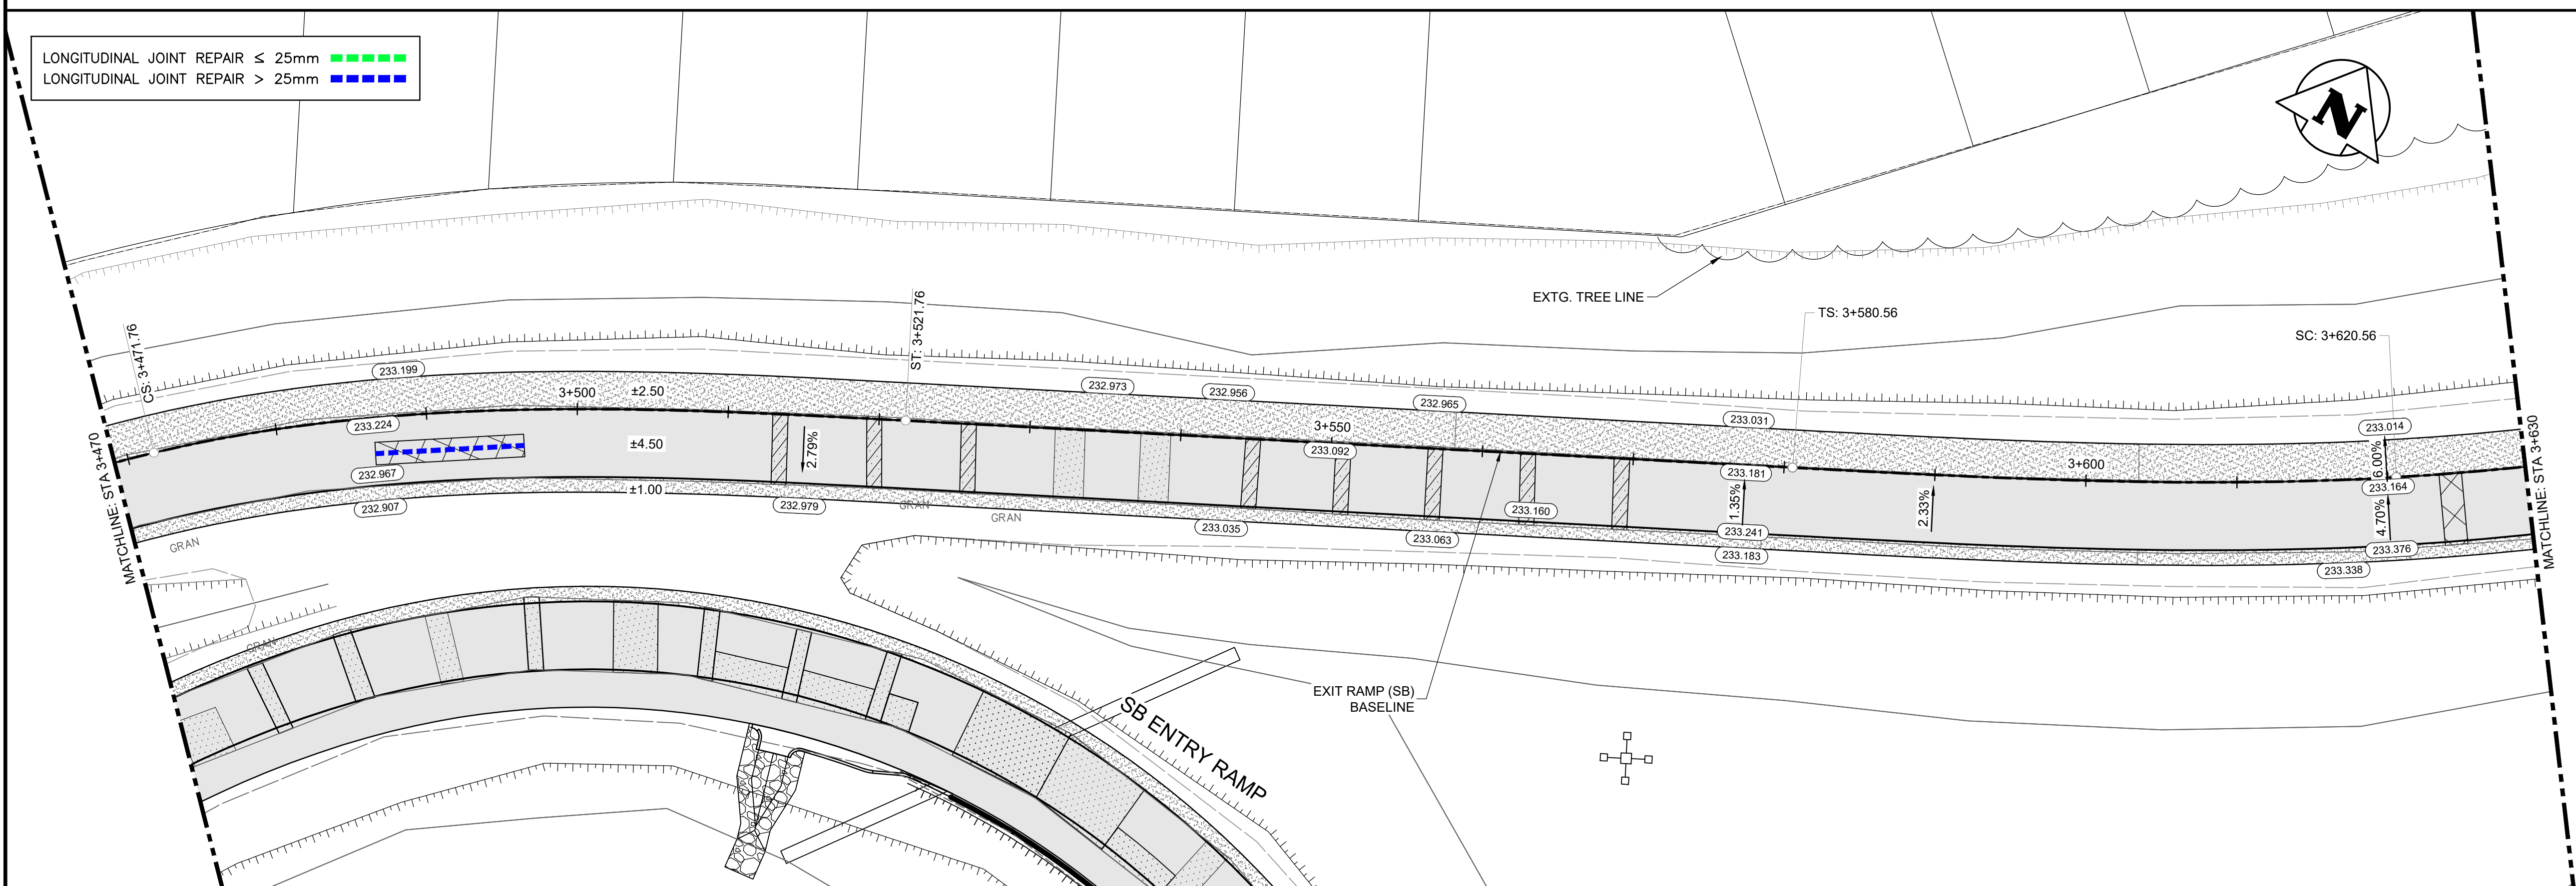 LONGITUDINAL JOINT REPAIR ≤ 25mm
LONGITUDINAL JOINT REPAIR > 25mm
N
EXTG. TREE LINE
TS: 3+580.56
SC: 3+620.56
CS: 3+471.76
ST: 3+521.76
233.199
3+500
±2.50
232.973
232.956
232.965
233.031
233.014
233.224
±4.50
2.79%
3+550
233.092
233.181
3+600
6.00%
233.164
232.967
±1.00
232.907
232.979
GRAN
GRAN
GRAN
GRAN
233.035
233.063
233.160
1.35%
233.241
233.183
2.33%
4.70%
233.376
233.338
MATCHLINE: STA 3+470
MATCHLINE: STA 3+630
EXIT RAMP (SB)
BASELINE
SB ENTRY RAMP